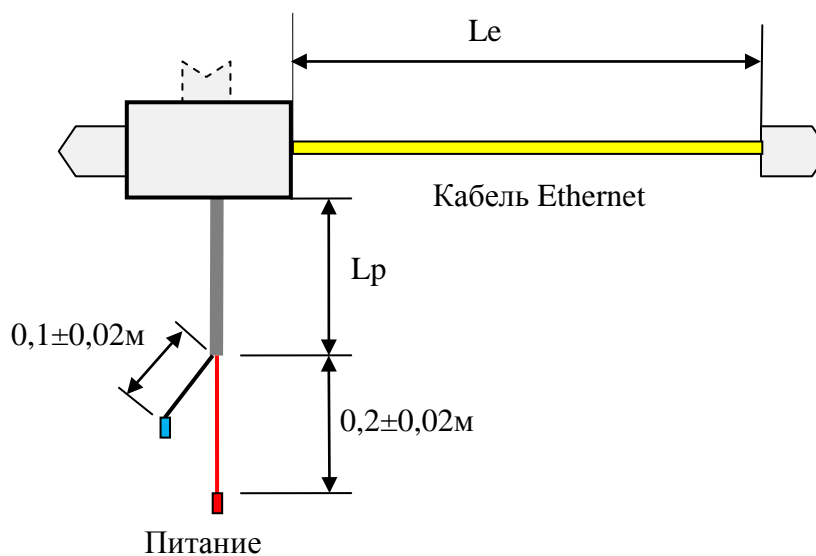 Le
Кабель Ethernet
Lp
0,1±0,02м
0,2±0,02м
Питание